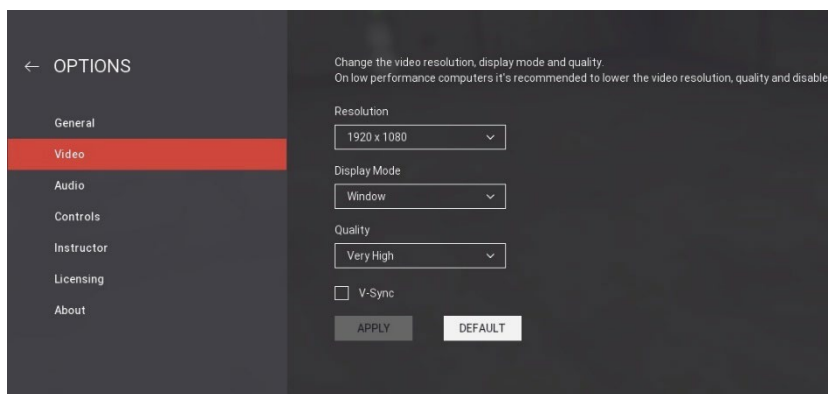 ← OPTIONS
General
Video
Audio
Controls
Instructor
Licensing
About
Change the video resolution, display mode and quality.
On low performance computers it's recommended to lower the video resolution, quality and disable
Resolution
1920 x 1080
Display Mode
Window
Quality
Very High
V-Sync
APPLY
DEFAULT